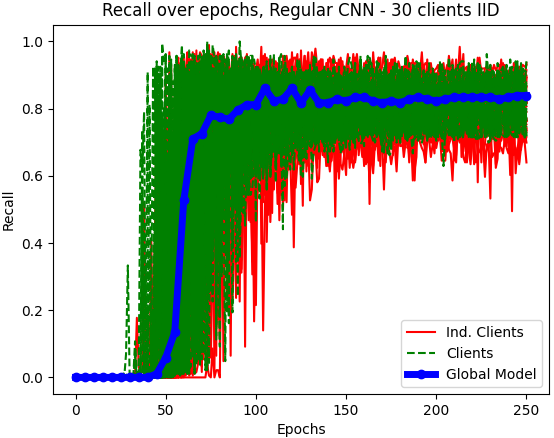 Recall over epochs, Regular CNN - 30 clients IID
1.0
0.8
0.6
0.4
0.2
0.0
Recall
Ind. Clients
Clients
Global Model
0 50 100 150 200 250
Epochs